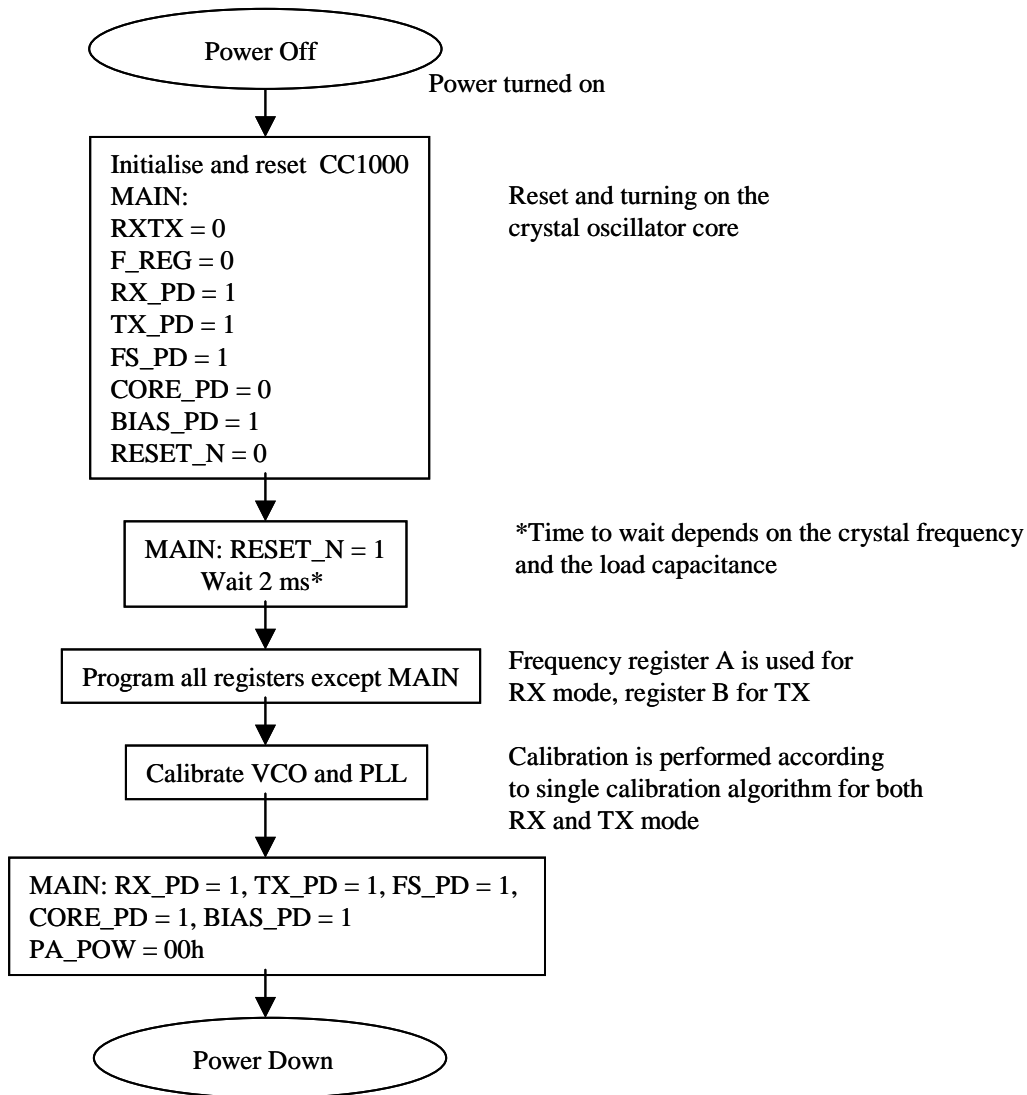 Power Off
Power turned on
Initialise and reset CC1000
MAIN:
RXTX = 0
F_REG = 0
RX_PD = 1
TX_PD = 1
FS_PD = 1
CORE_PD = 0
BIAS_PD = 1
RESET_N = 0
Reset and turning on the
crystal oscillator core
MAIN: RESET_N = 1
Wait 2 ms*
*Time to wait depends on the crystal frequency
and the load capacitance
Program all registers except MAIN
Frequency register A is used for
RX mode, register B for TX
Calibrate VCO and PLL
Calibration is performed according
to single calibration algorithm for both
RX and TX mode
MAIN: RX_PD = 1, TX_PD = 1, FS_PD = 1,
CORE_PD = 1, BIAS_PD = 1
PA_POW = 00h
Power Down